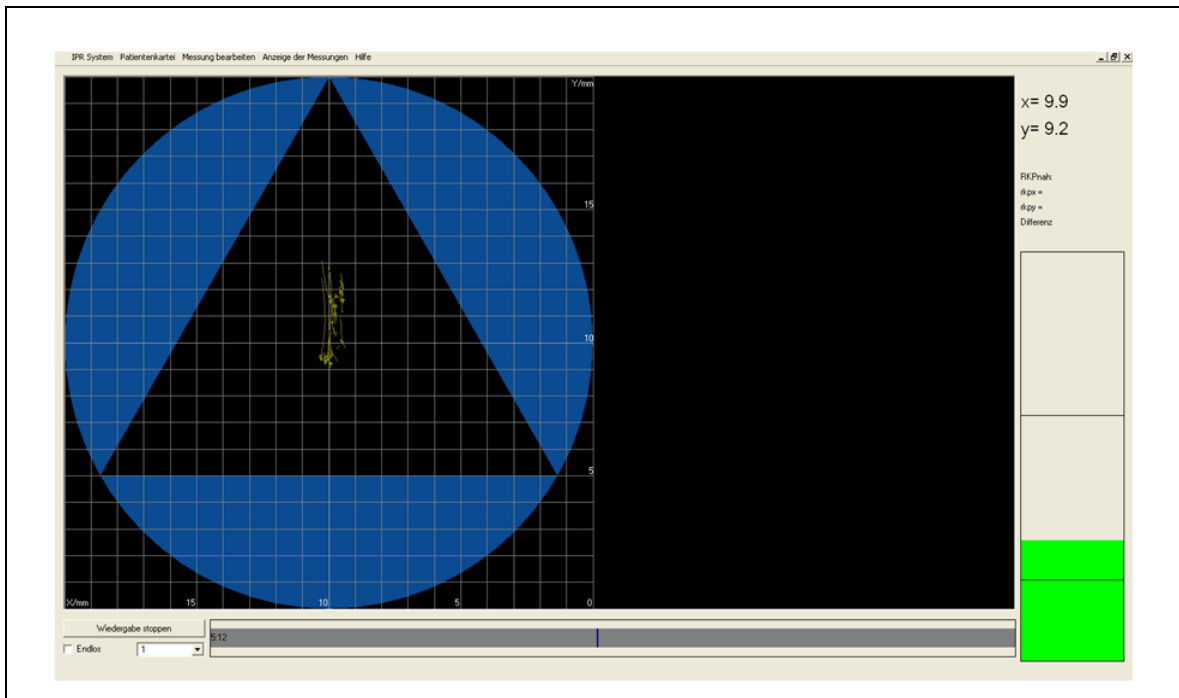 IPR System Patientenkartei Messung bearbeiten Anzeige der Messungen Hilfe
Y/mm
x= 9.9
y= 9.2
RKPnah:
rkpx =
rkpy =
Differenz
15
10
5
X/mm 15 10 5 0
Wiedergabe stoppen
5:12
Endlos 1